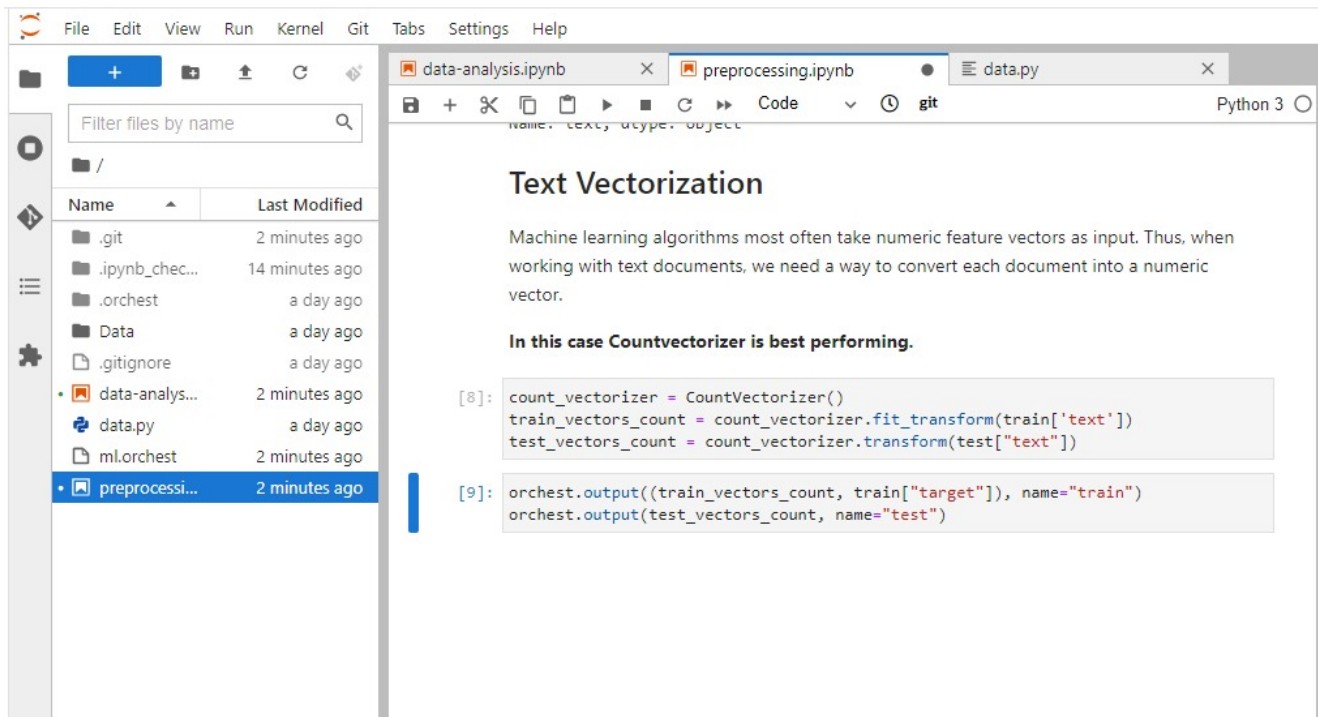 File Edit View Run Kernel Git Tabs Settings Help
data-analysis.ipynb preprocessing.ipynb data.py
Code git Python 3
Filter files by name
/
Name Last Modified
.git 2 minutes ago
.ipynb_chec... 14 minutes ago
.orchest a day ago
Data a day ago
.gitignore a day ago
data-analys... 2 minutes ago
data.py a day ago
ml.orchest 2 minutes ago
preprocessi... 2 minutes ago
Name: text, dtype: object
Text Vectorization
Machine learning algorithms most often take numeric feature vectors as input. Thus, when
working with text documents, we need a way to convert each document into a numeric
vector.
In this case Countvectorizer is best performing.
[8]: count_vectorizer = CountVectorizer()
train_vectors_count = count_vectorizer.fit_transform(train['text'])
test_vectors_count = count_vectorizer.transform(test["text"])
[9]: orchest.output((train_vectors_count, train["target"]), name="train")
orchest.output(test_vectors_count, name="test")